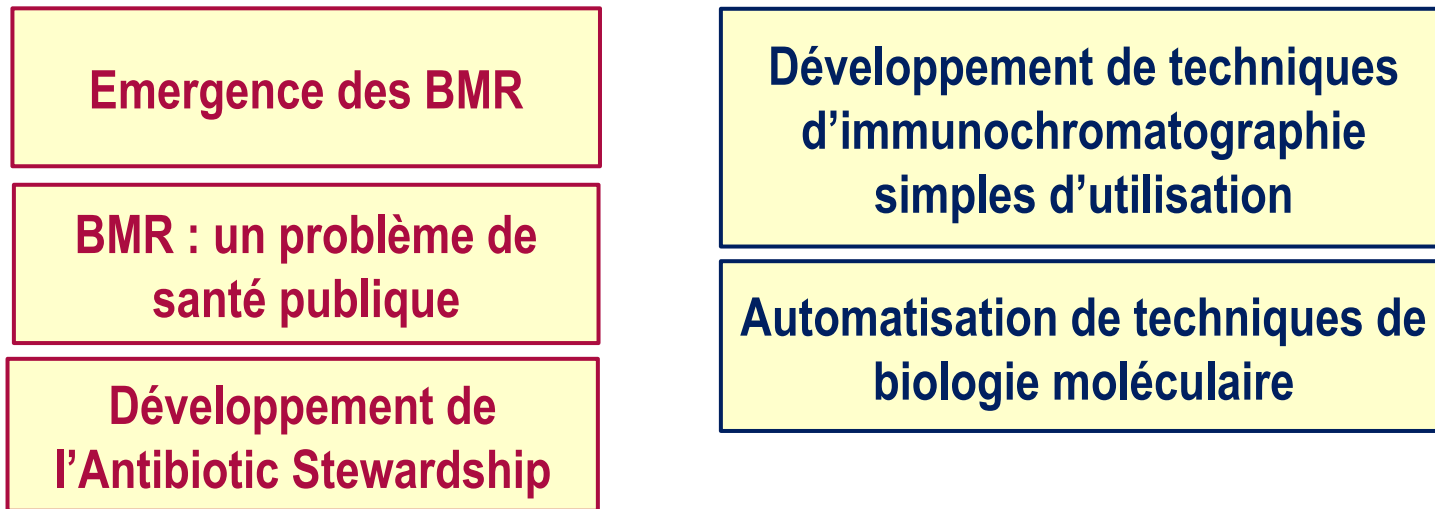 Emergence des BMR
BMR : un problème de
santé publique
Développement de
l’Antibiotic Stewardship
Développement de techniques
d’immunochromatographie
simples d’utilisation
Automatisation de techniques de
biologie moléculaire